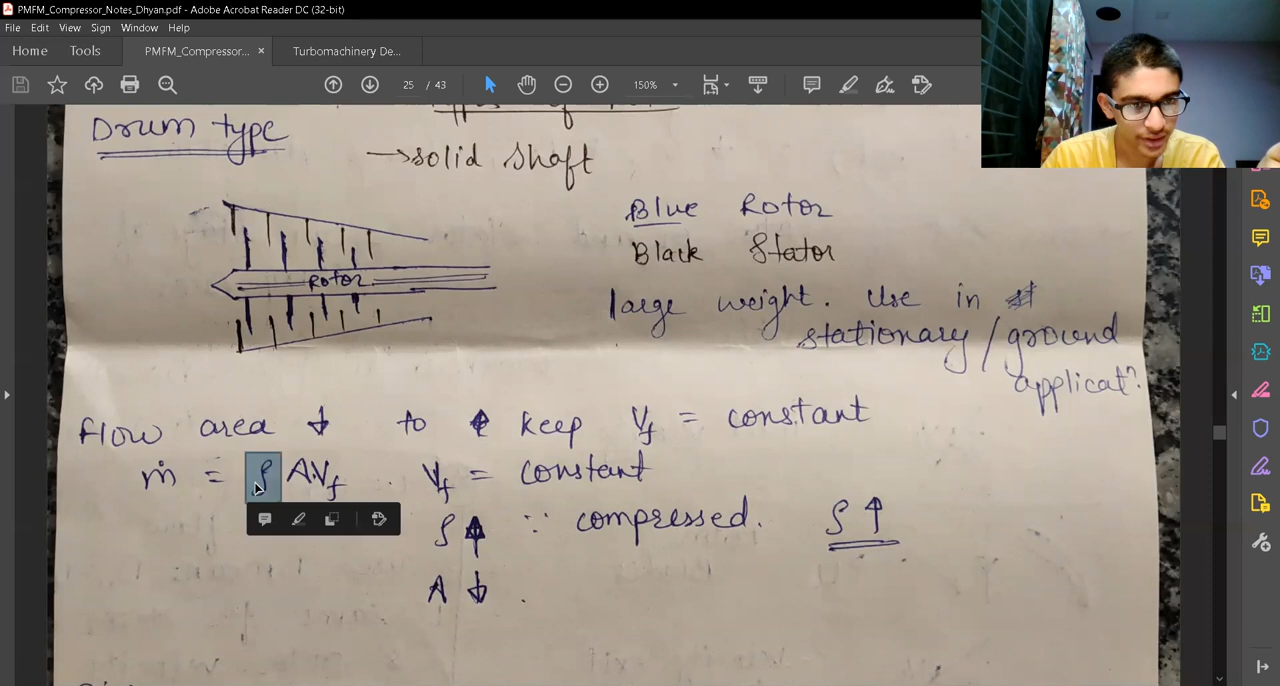 PMFM_Compressor_Notes_Dhyan.pdf - Adobe Acrobat Reader DC (32-bit)
File Edit View Sign Window Help
Home Tools PMFM_Compressor... × Turbomachinery De...
25 / 43 150%
Drum type
→ solid shaft
Blue Rotor
Black Stator
Rotor
large weight. Use in
stationary/ground
applicatⁿ.
Flow area ↓ to keep Vf = constant
ṁ = ρ A.Vf . Vf = constant
ρ ↑ ∵ compressed. ρ ↑
A ↓ .